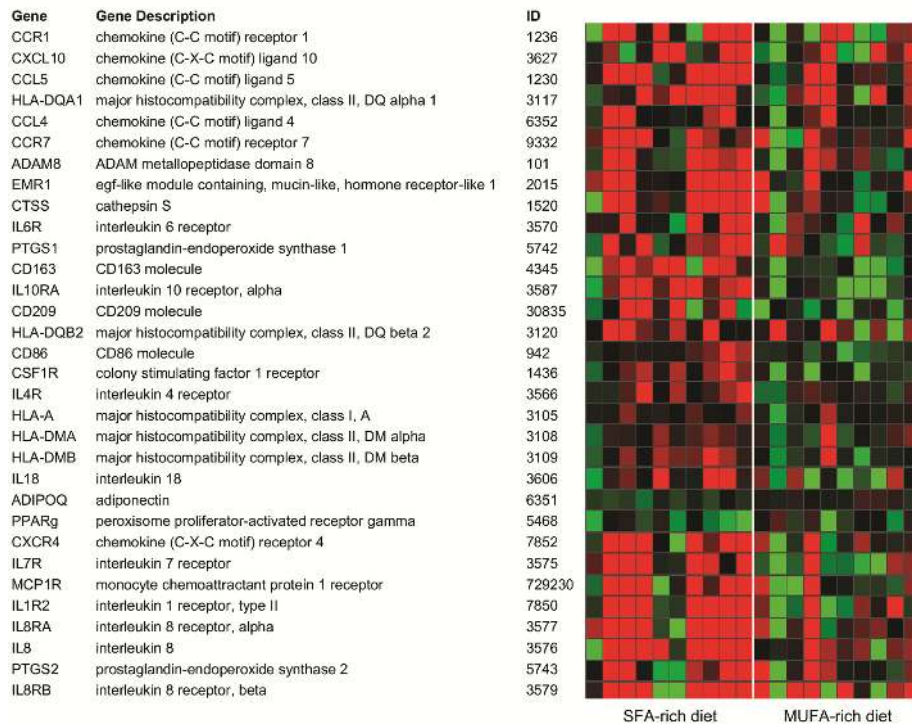 Gene Gene Description ID
CCR1 chemokine (C-C motif) receptor 1 1236
CXCL10 chemokine (C-X-C motif) ligand 10 3627
CCL5 chemokine (C-C motif) ligand 5 1230
HLA-DQA1 major histocompatibility complex, class II, DQ alpha 1 3117
CCL4 chemokine (C-C motif) ligand 4 6352
CCR7 chemokine (C-C motif) receptor 7 9332
ADAM8 ADAM metallopeptidase domain 8 101
EMR1 egf-like module containing, mucin-like, hormone receptor-like 1 2015
CTSS cathepsin S 1520
IL6R interleukin 6 receptor 3570
PTGS1 prostaglandin-endoperoxide synthase 1 5742
CD163 CD163 molecule 4345
IL10RA interleukin 10 receptor, alpha 3587
CD209 CD209 molecule 30835
HLA-DQB2 major histocompatibility complex, class II, DQ beta 2 3120
CD86 CD86 molecule 942
CSF1R colony stimulating factor 1 receptor 1436
IL4R interleukin 4 receptor 3566
HLA-A major histocompatibility complex, class I, A 3105
HLA-DMA major histocompatibility complex, class II, DM alpha 3108
HLA-DMB major histocompatibility complex, class II, DM beta 3109
IL18 interleukin 18 3606
ADIPOQ adiponectin 6351
PPARg peroxisome proliferator-activated receptor gamma 5468
CXCR4 chemokine (C-X-C motif) receptor 4 7852
IL7R interleukin 7 receptor 3575
MCP1R monocyte chemoattractant protein 1 receptor 729230
IL1R2 interleukin 1 receptor, type II 7850
IL8RA interleukin 8 receptor, alpha 3577
IL8 interleukin 8 3576
PTGS2 prostaglandin-endoperoxide synthase 2 5743
IL8RB interleukin 8 receptor, beta 3579
SFA-rich diet MUFA-rich diet